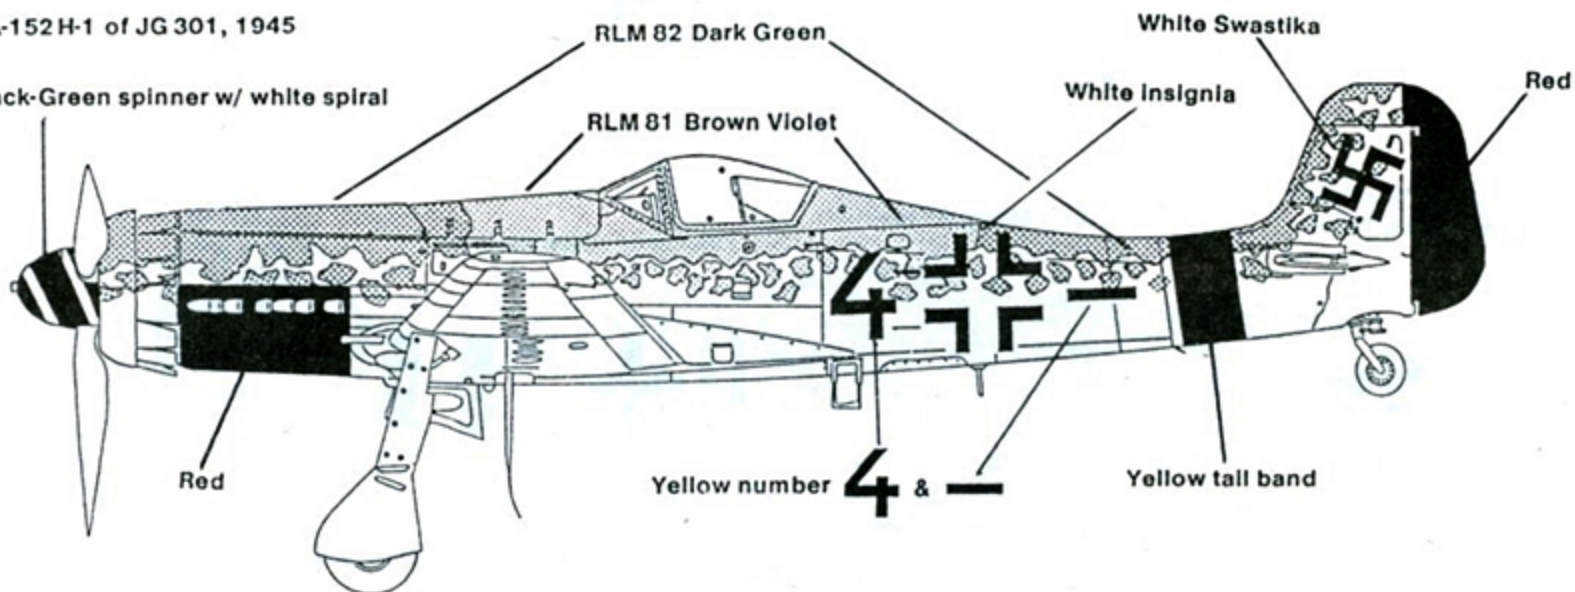 -152 H-1 of JG 301, 1945
RLM 82 Dark Green
White Swastika
ck-Green spinner w/ white spiral
White insignia
Red
RLM 81 Brown Violet
4
Red
Yellow number 4 & —
Yellow tail band